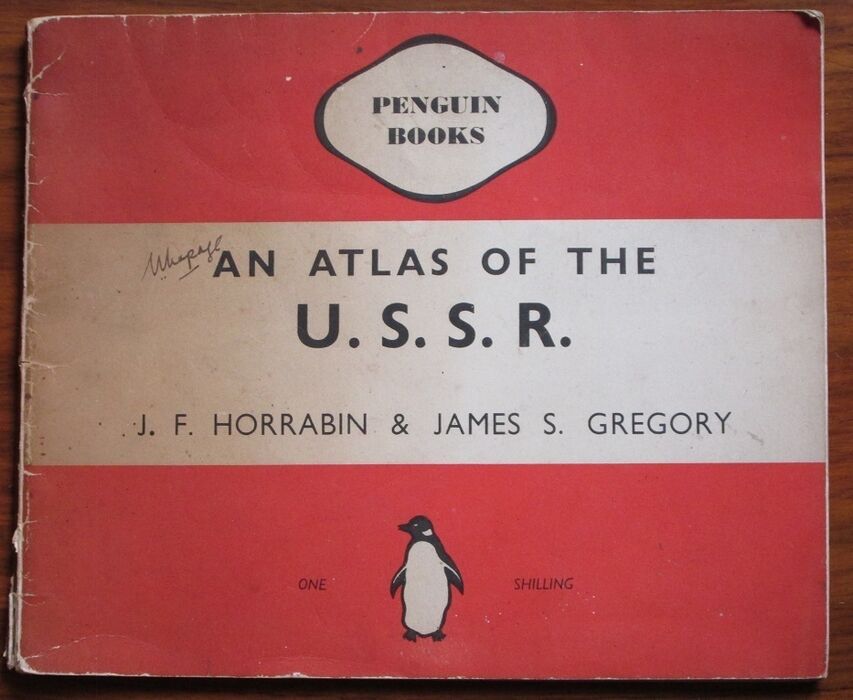 PENGUIN
BOOKS
AN ATLAS OF THE
U. S. S. R.
J. F. HORRABIN & JAMES S. GREGORY
ONE SHILLING